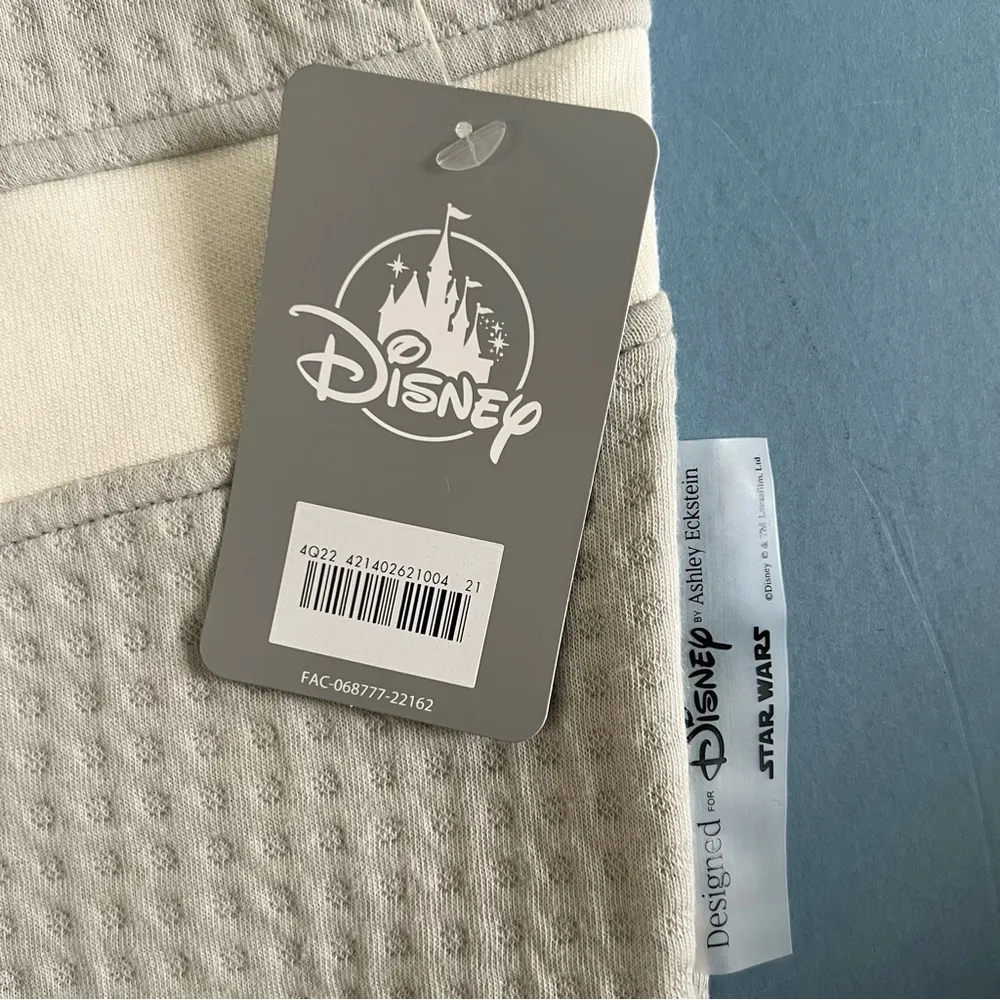 Disney
4Q22 421402621004 21
FAC-068777-22162
Designed FOR Disney BY Ashley Eckstein
STAR WARS
©Disney © & TM Lucasfilm, Ltd